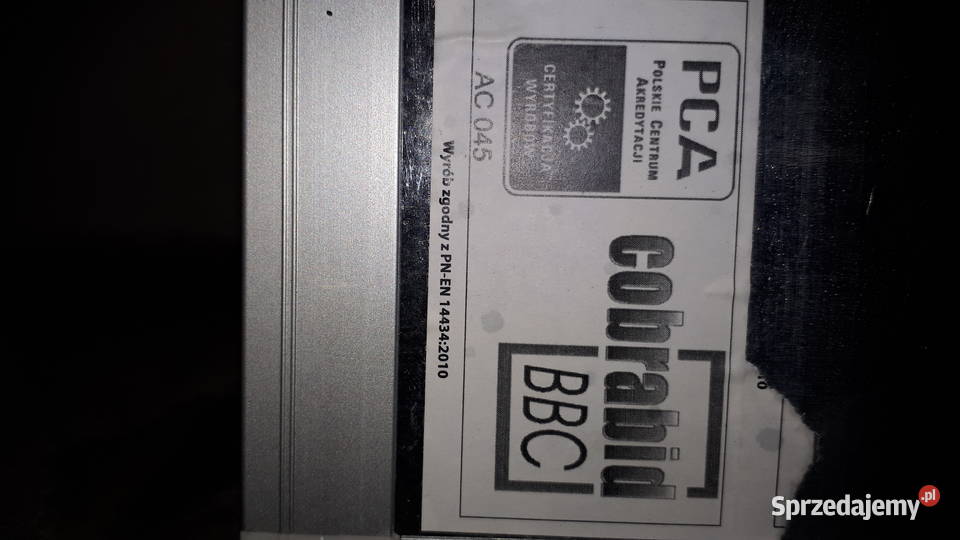 PCA
POLSKIE CENTRUM
AKREDYTACJI
CERTYFIKACJA
WYROBÓW
AC 045
cobrabid
BBC
Wyrób zgodny z PN-EN 14434:2010
Sprzedajemy.pl